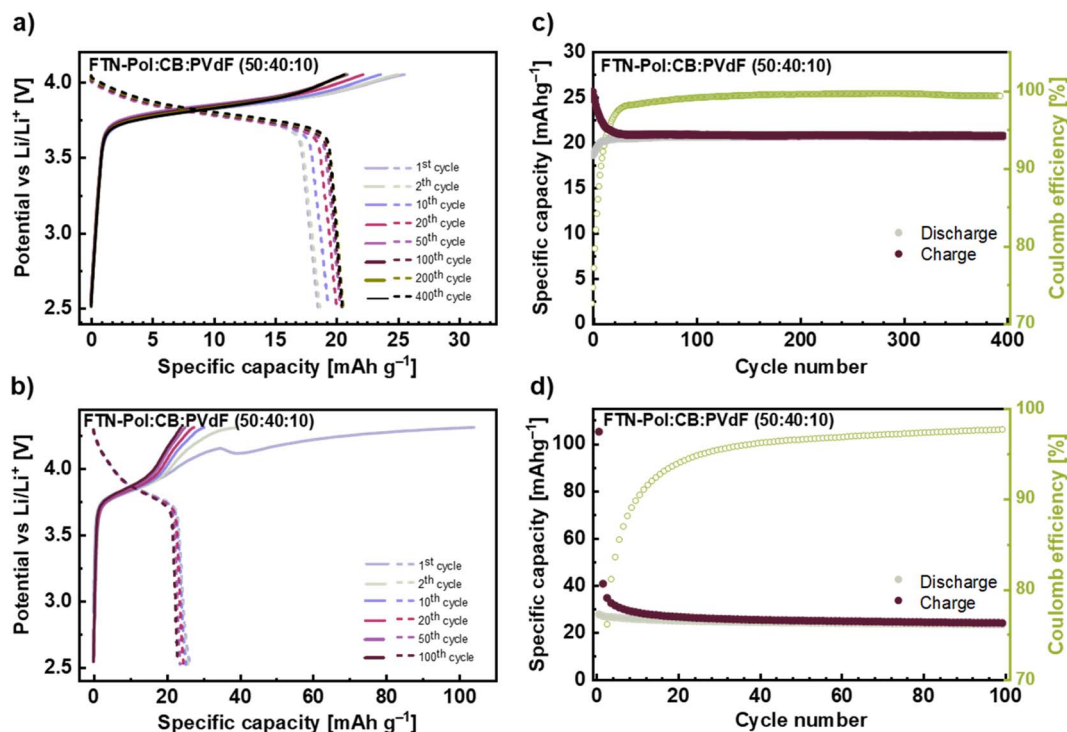 a)
FTN-Pol:CB:PVdF (50:40:10)
Potential vs Li/Li⁺ [V]
4.0
3.5
3.0
2.5
1ˢᵗ cycle
2ᵗʰ cycle
10ᵗʰ cycle
20ᵗʰ cycle
50ᵗʰ cycle
100ᵗʰ cycle
200ᵗʰ cycle
400ᵗʰ cycle
0 5 10 15 20 25 30
Specific capacity [mAh g⁻¹]
c)
FTN-Pol:CB:PVdF (50:40:10)
Specific capacity [mAhg⁻¹]
30
25
20
15
10
5
0
Discharge
Charge
100
90
80
70
Coulomb efficiency [%]
0 100 200 300 400
Cycle number
b)
FTN-Pol:CB:PVdF (50:40:10)
Potential vs Li/Li⁺ [V]
4.0
3.5
3.0
2.5
1ˢᵗ cycle
2ᵗʰ cycle
10ᵗʰ cycle
20ᵗʰ cycle
50ᵗʰ cycle
100ᵗʰ cycle
0 20 40 60 80 100
Specific capacity [mAh g⁻¹]
d)
FTN-Pol:CB:PVdF (50:40:10)
Specific capacity [mAhg⁻¹]
100
80
60
40
20
0
Discharge
Charge
100
90
80
70
Coulomb efficiency [%]
0 20 40 60 80 100
Cycle number